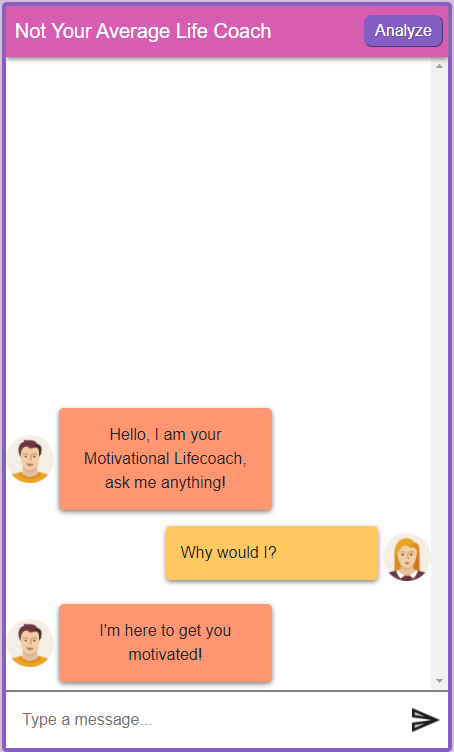 Not Your Average Life Coach
Analyze
Hello, I am your
Motivational Lifecoach,
ask me anything!
Why would I?
I'm here to get you
motivated!
Type a message...